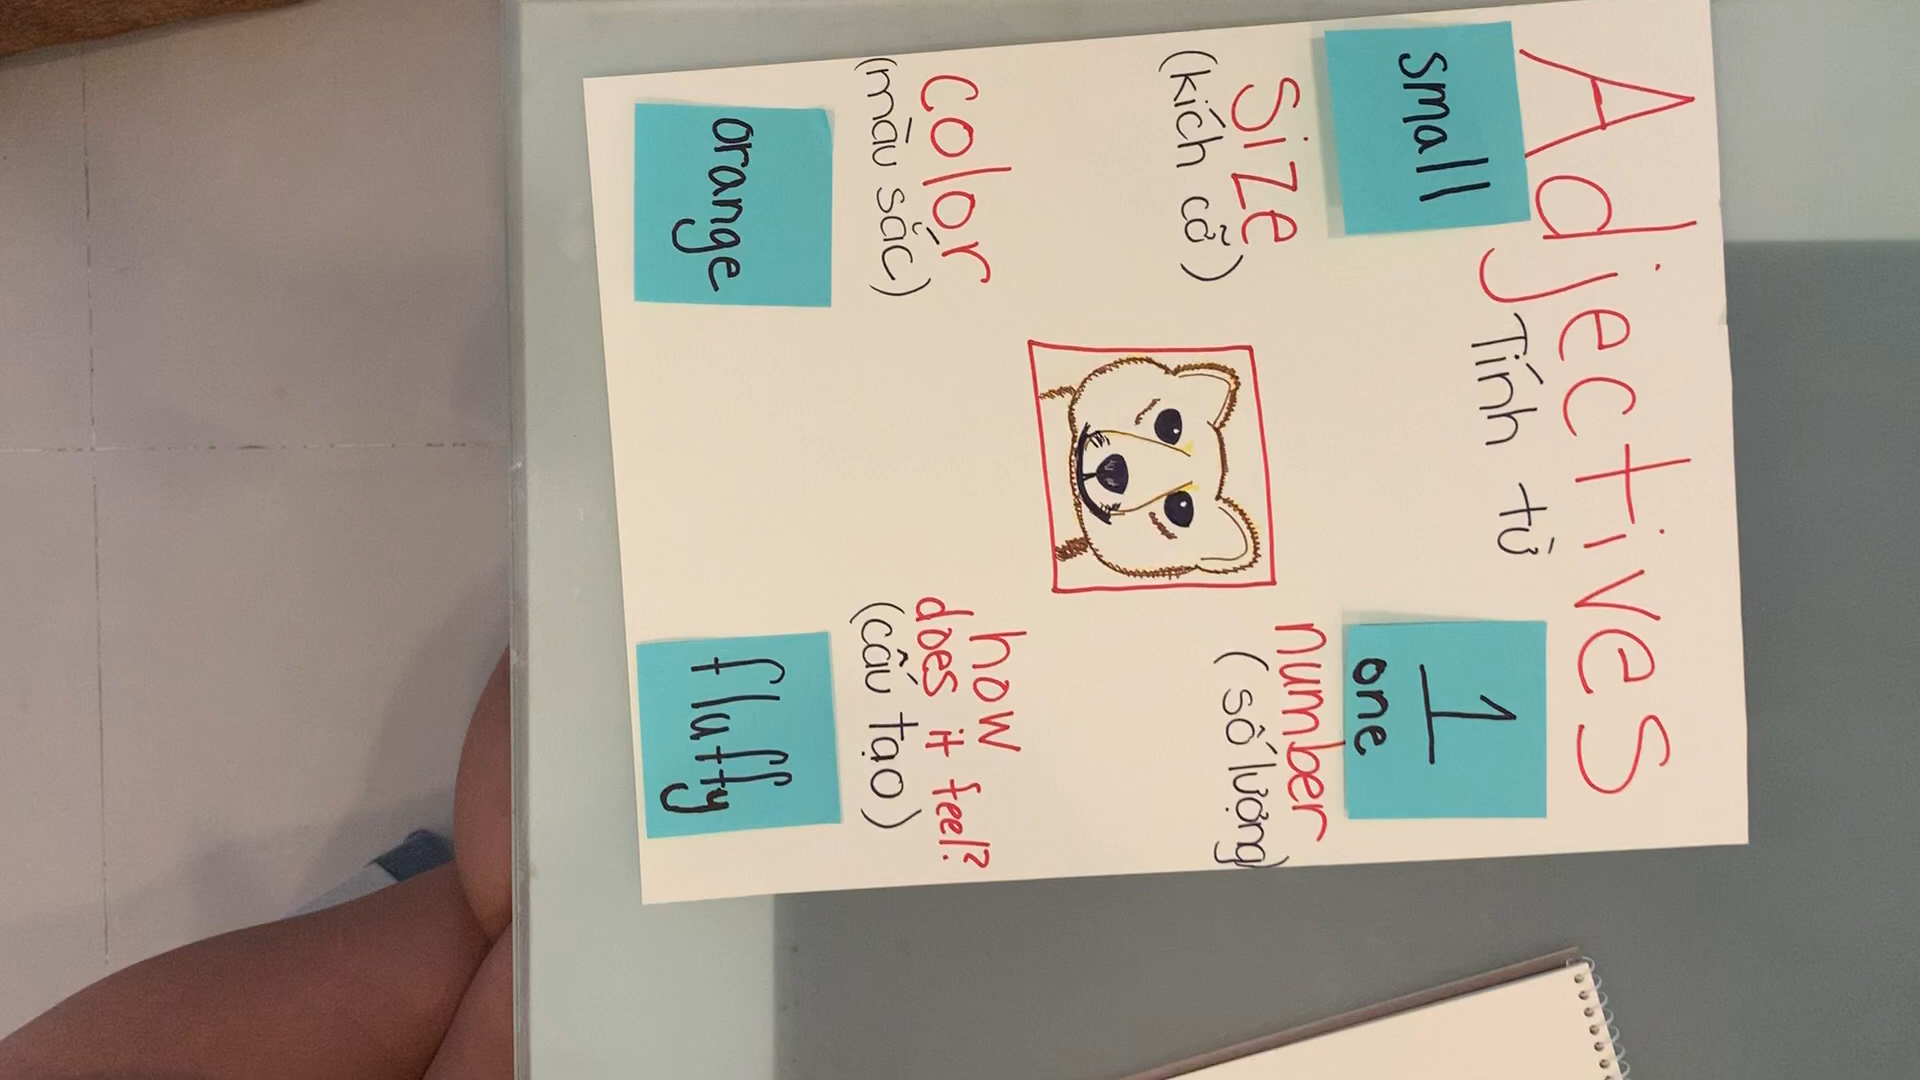 Adjectives
Tính từ
small
Size
(kích cỡ)
1
one
number
(số lượng)
Color
(màu sắc)
orange
how
does it feel?
(cấu tạo)
fluffy